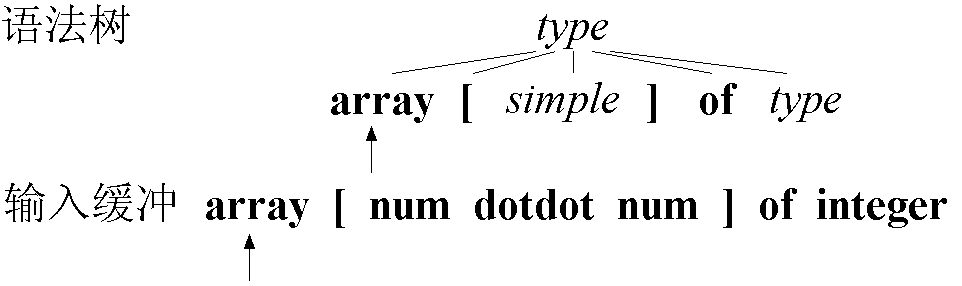 语法树 type
array [ simple ] of type
输入缓冲 array [ num dotdot num ] of integer